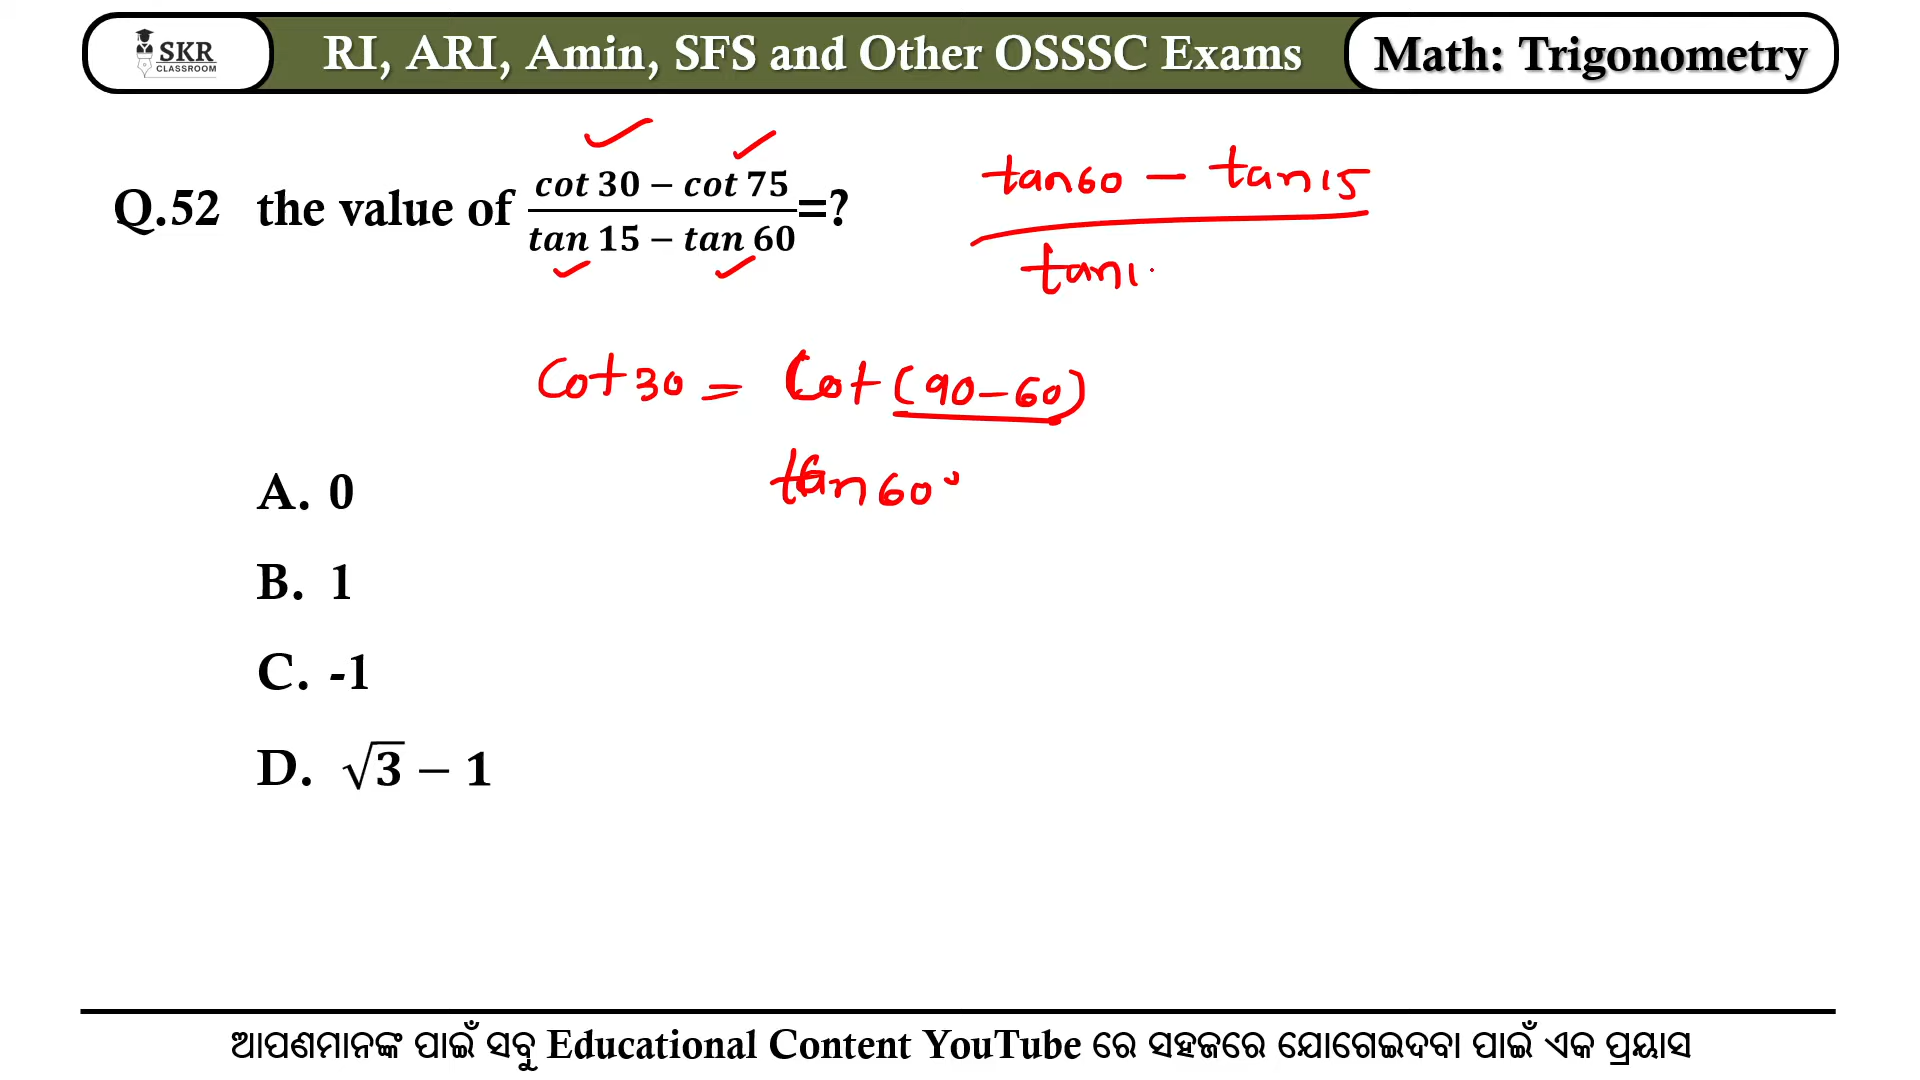 SKR
CLASSROOM
RI, ARI, Amin, SFS and Other OSSSC Exams
Math: Trigonometry
Q.52 the value of (cot 30 − cot 75)/(tan 15 − tan 60)=?
tan60 − tan15
tan1
Cot30 = Cot(90−60)
tan60°
A. 0
B. 1
C. -1
D. √3 − 1
ଆପଣମାନଙ୍କ ପାଇଁ ସବୁ Educational Content YouTube ରେ ସହଜରେ ଯୋଗେଇଦବା ପାଇଁ ଏକ ପ୍ରୟାସ